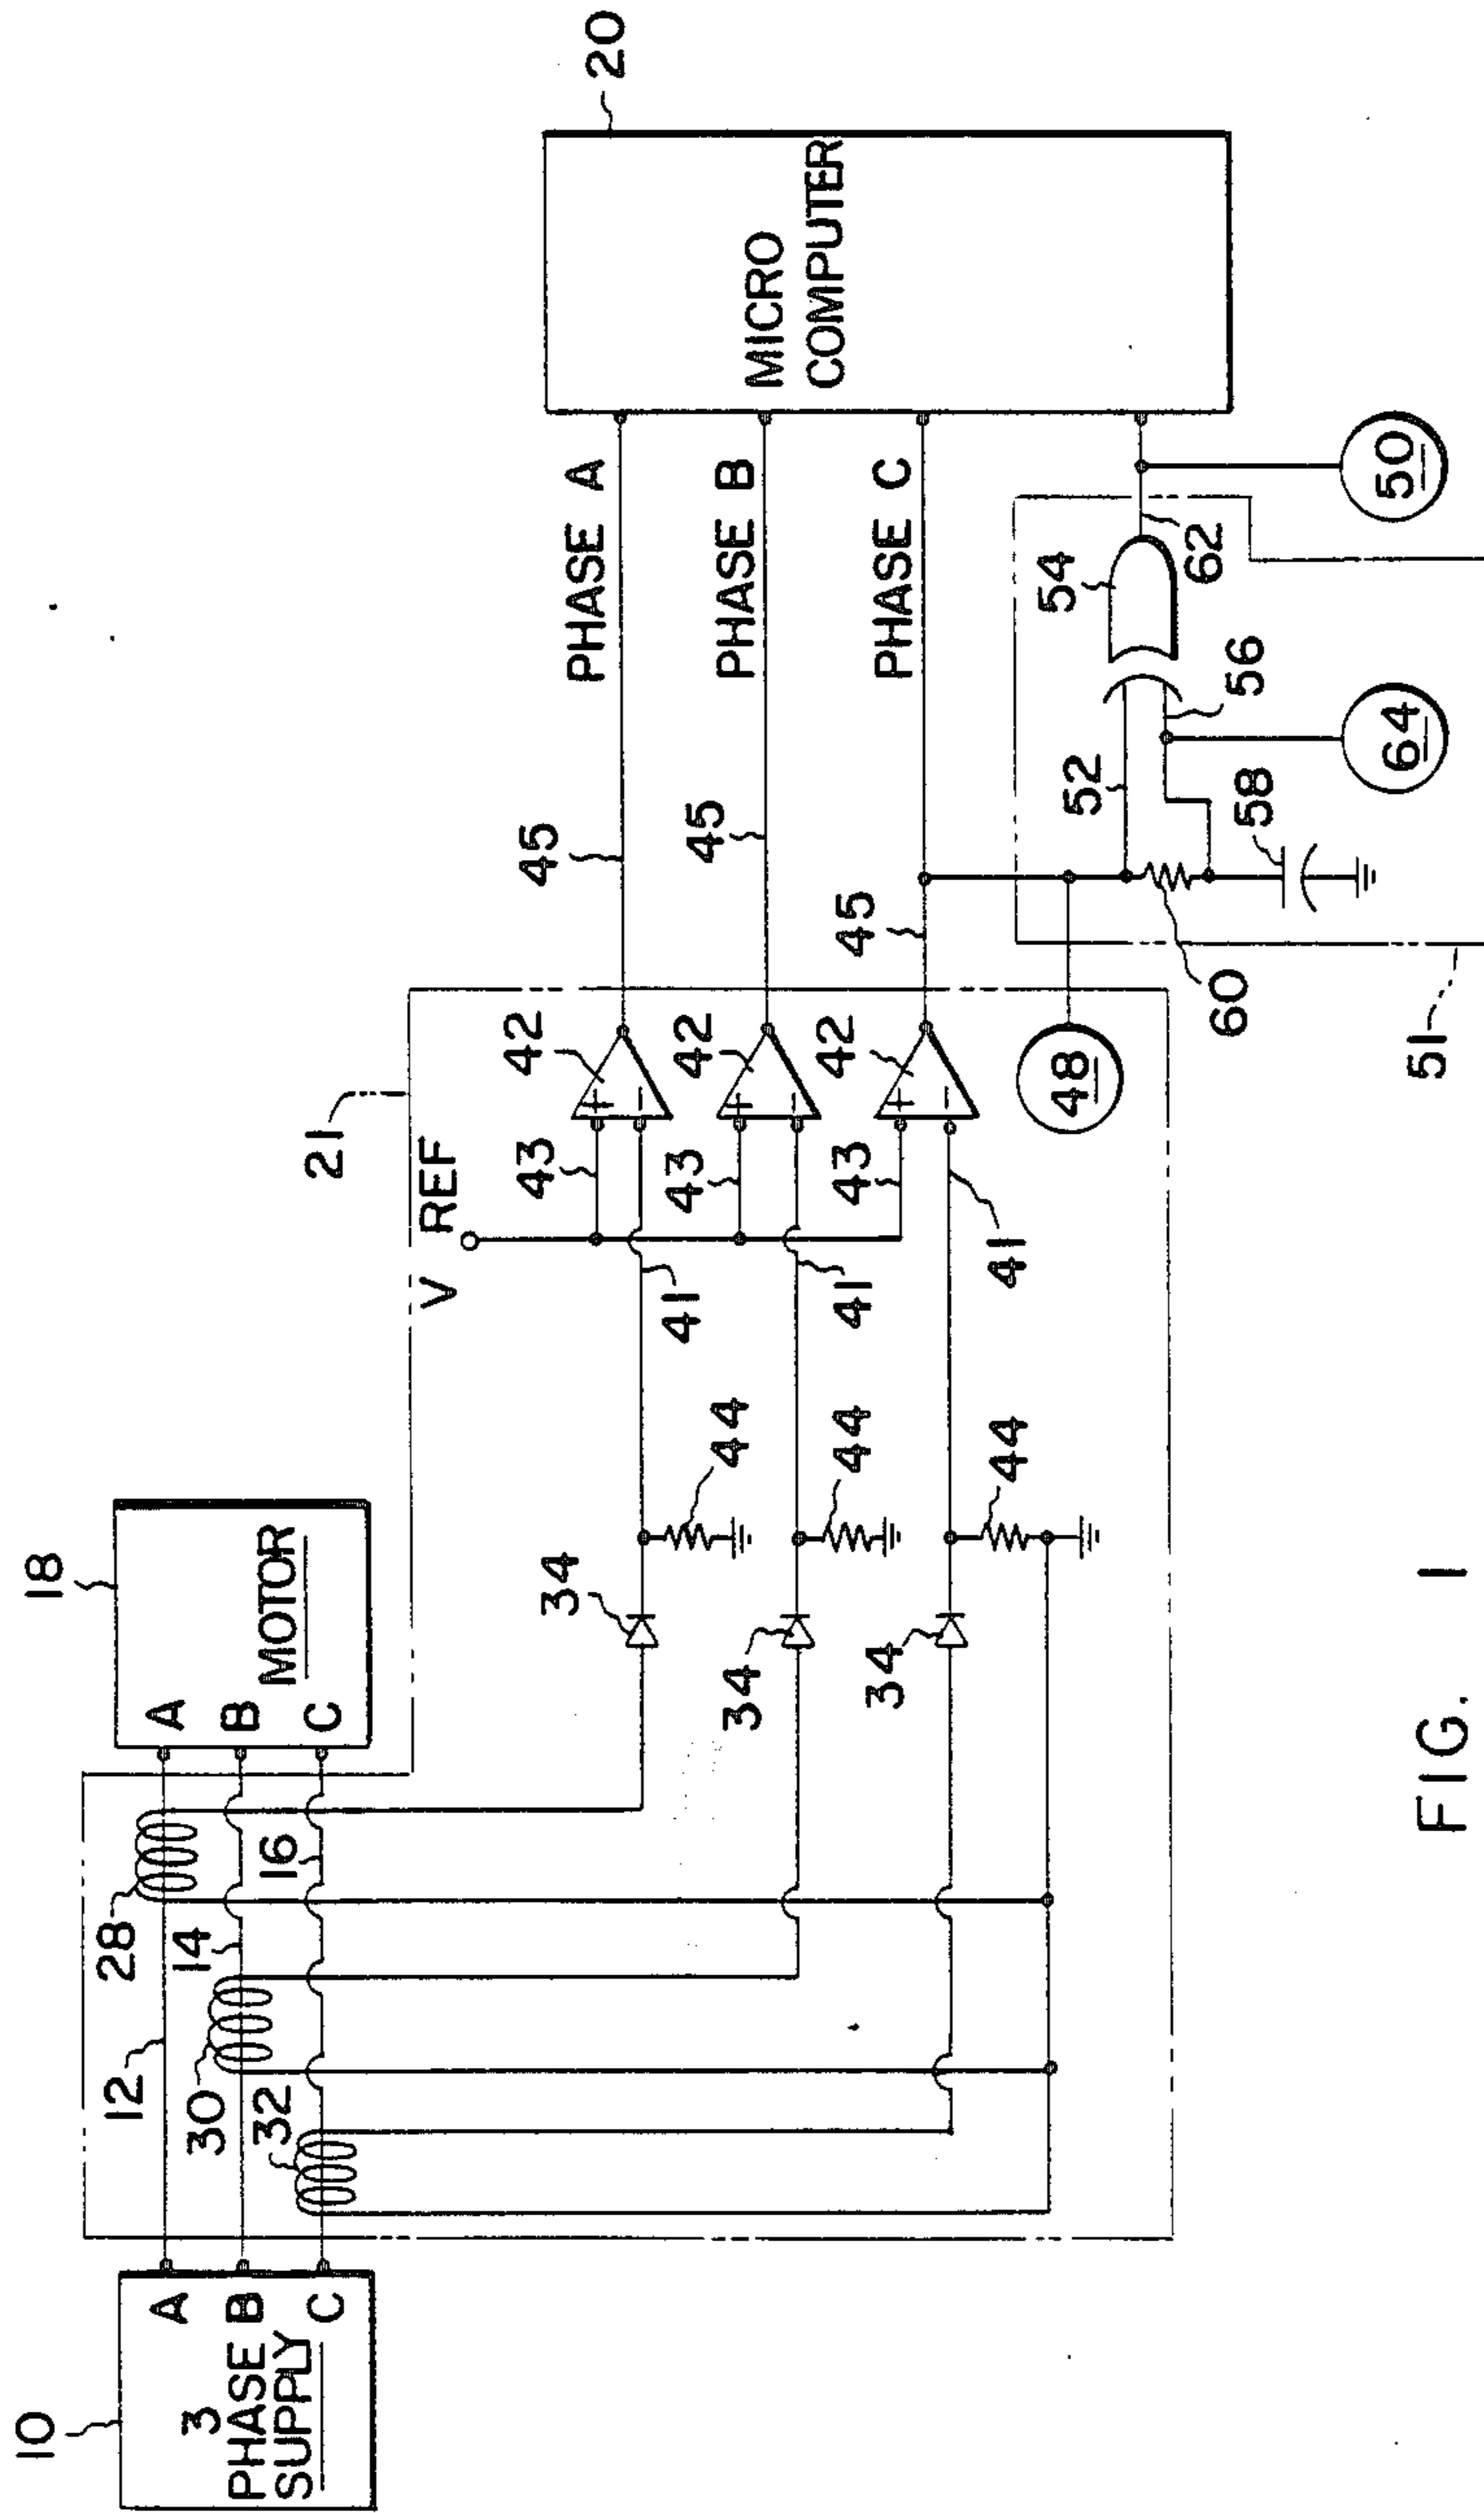 10
3
PHASE
SUPPLY
A
B
C
12
14
16
28
30
32
18
A
B
C
MOTOR
21
V REF
34
34
34
44
44
44
41
41
41
43
43
43
42
42
42
45
45
45
PHASE A
PHASE B
PHASE C
20
MICRO
COMPUTER
48
51
60
52
58
56
54
62
64
50
FIG. 1